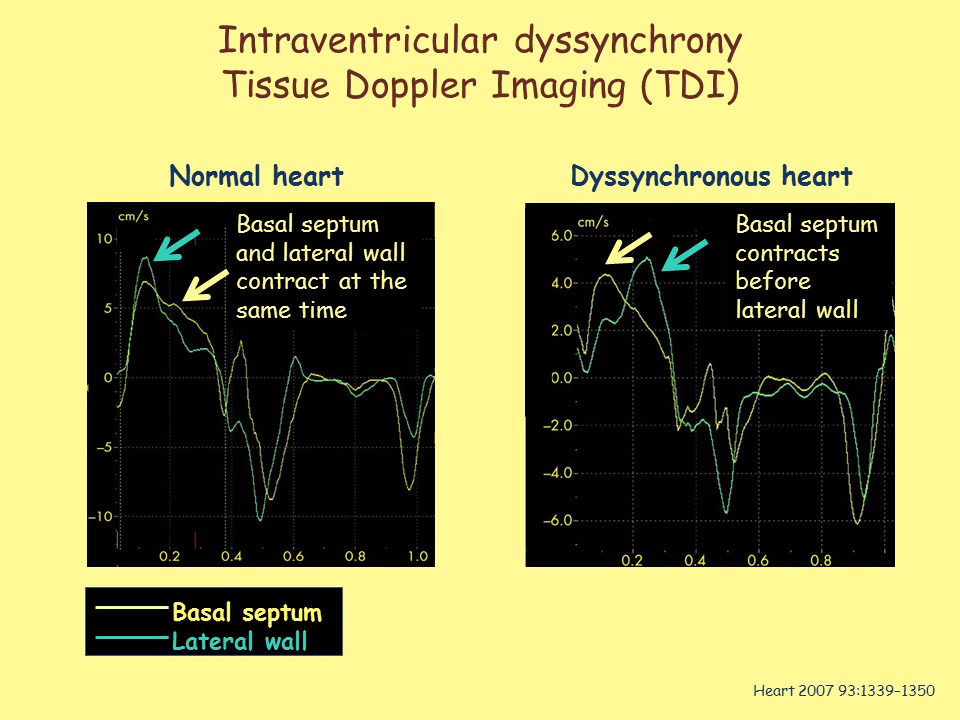 Intraventricular dyssynchrony
Tissue Doppler Imaging (TDI)
Normal heart
cm/s
Basal septum
and lateral wall
contract at the
same time
10
5
0
–5
–10
0.2 0.4 0.6 0.8 1.0
Dyssynchronous heart
cm/s
Basal septum
contracts
before
lateral wall
6.0
4.0
2.0
0.0
–2.0
–4.0
–6.0
0.2 0.4 0.6 0.8
Basal septum
Lateral wall
Heart 2007 93:1339–1350